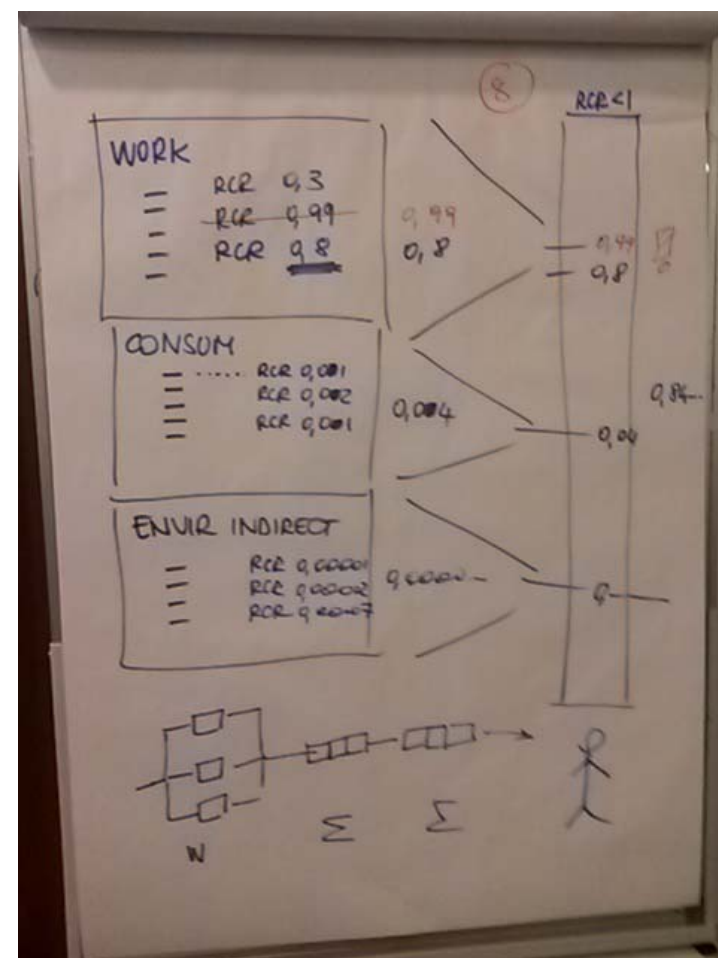 8
RCR<1
WORK
RCR 0,3
RCR 0,99
RCR 0,8
0,99
0,8
0,99
0,8
CONSUM
RCR 0,001
RCR 0,002
RCR 0,001
0,004
0,04
0,84...
ENVIR INDIRECT
RCR 0,00001
RCR 0,00002
0,0000...
0,
W
Σ
Σ